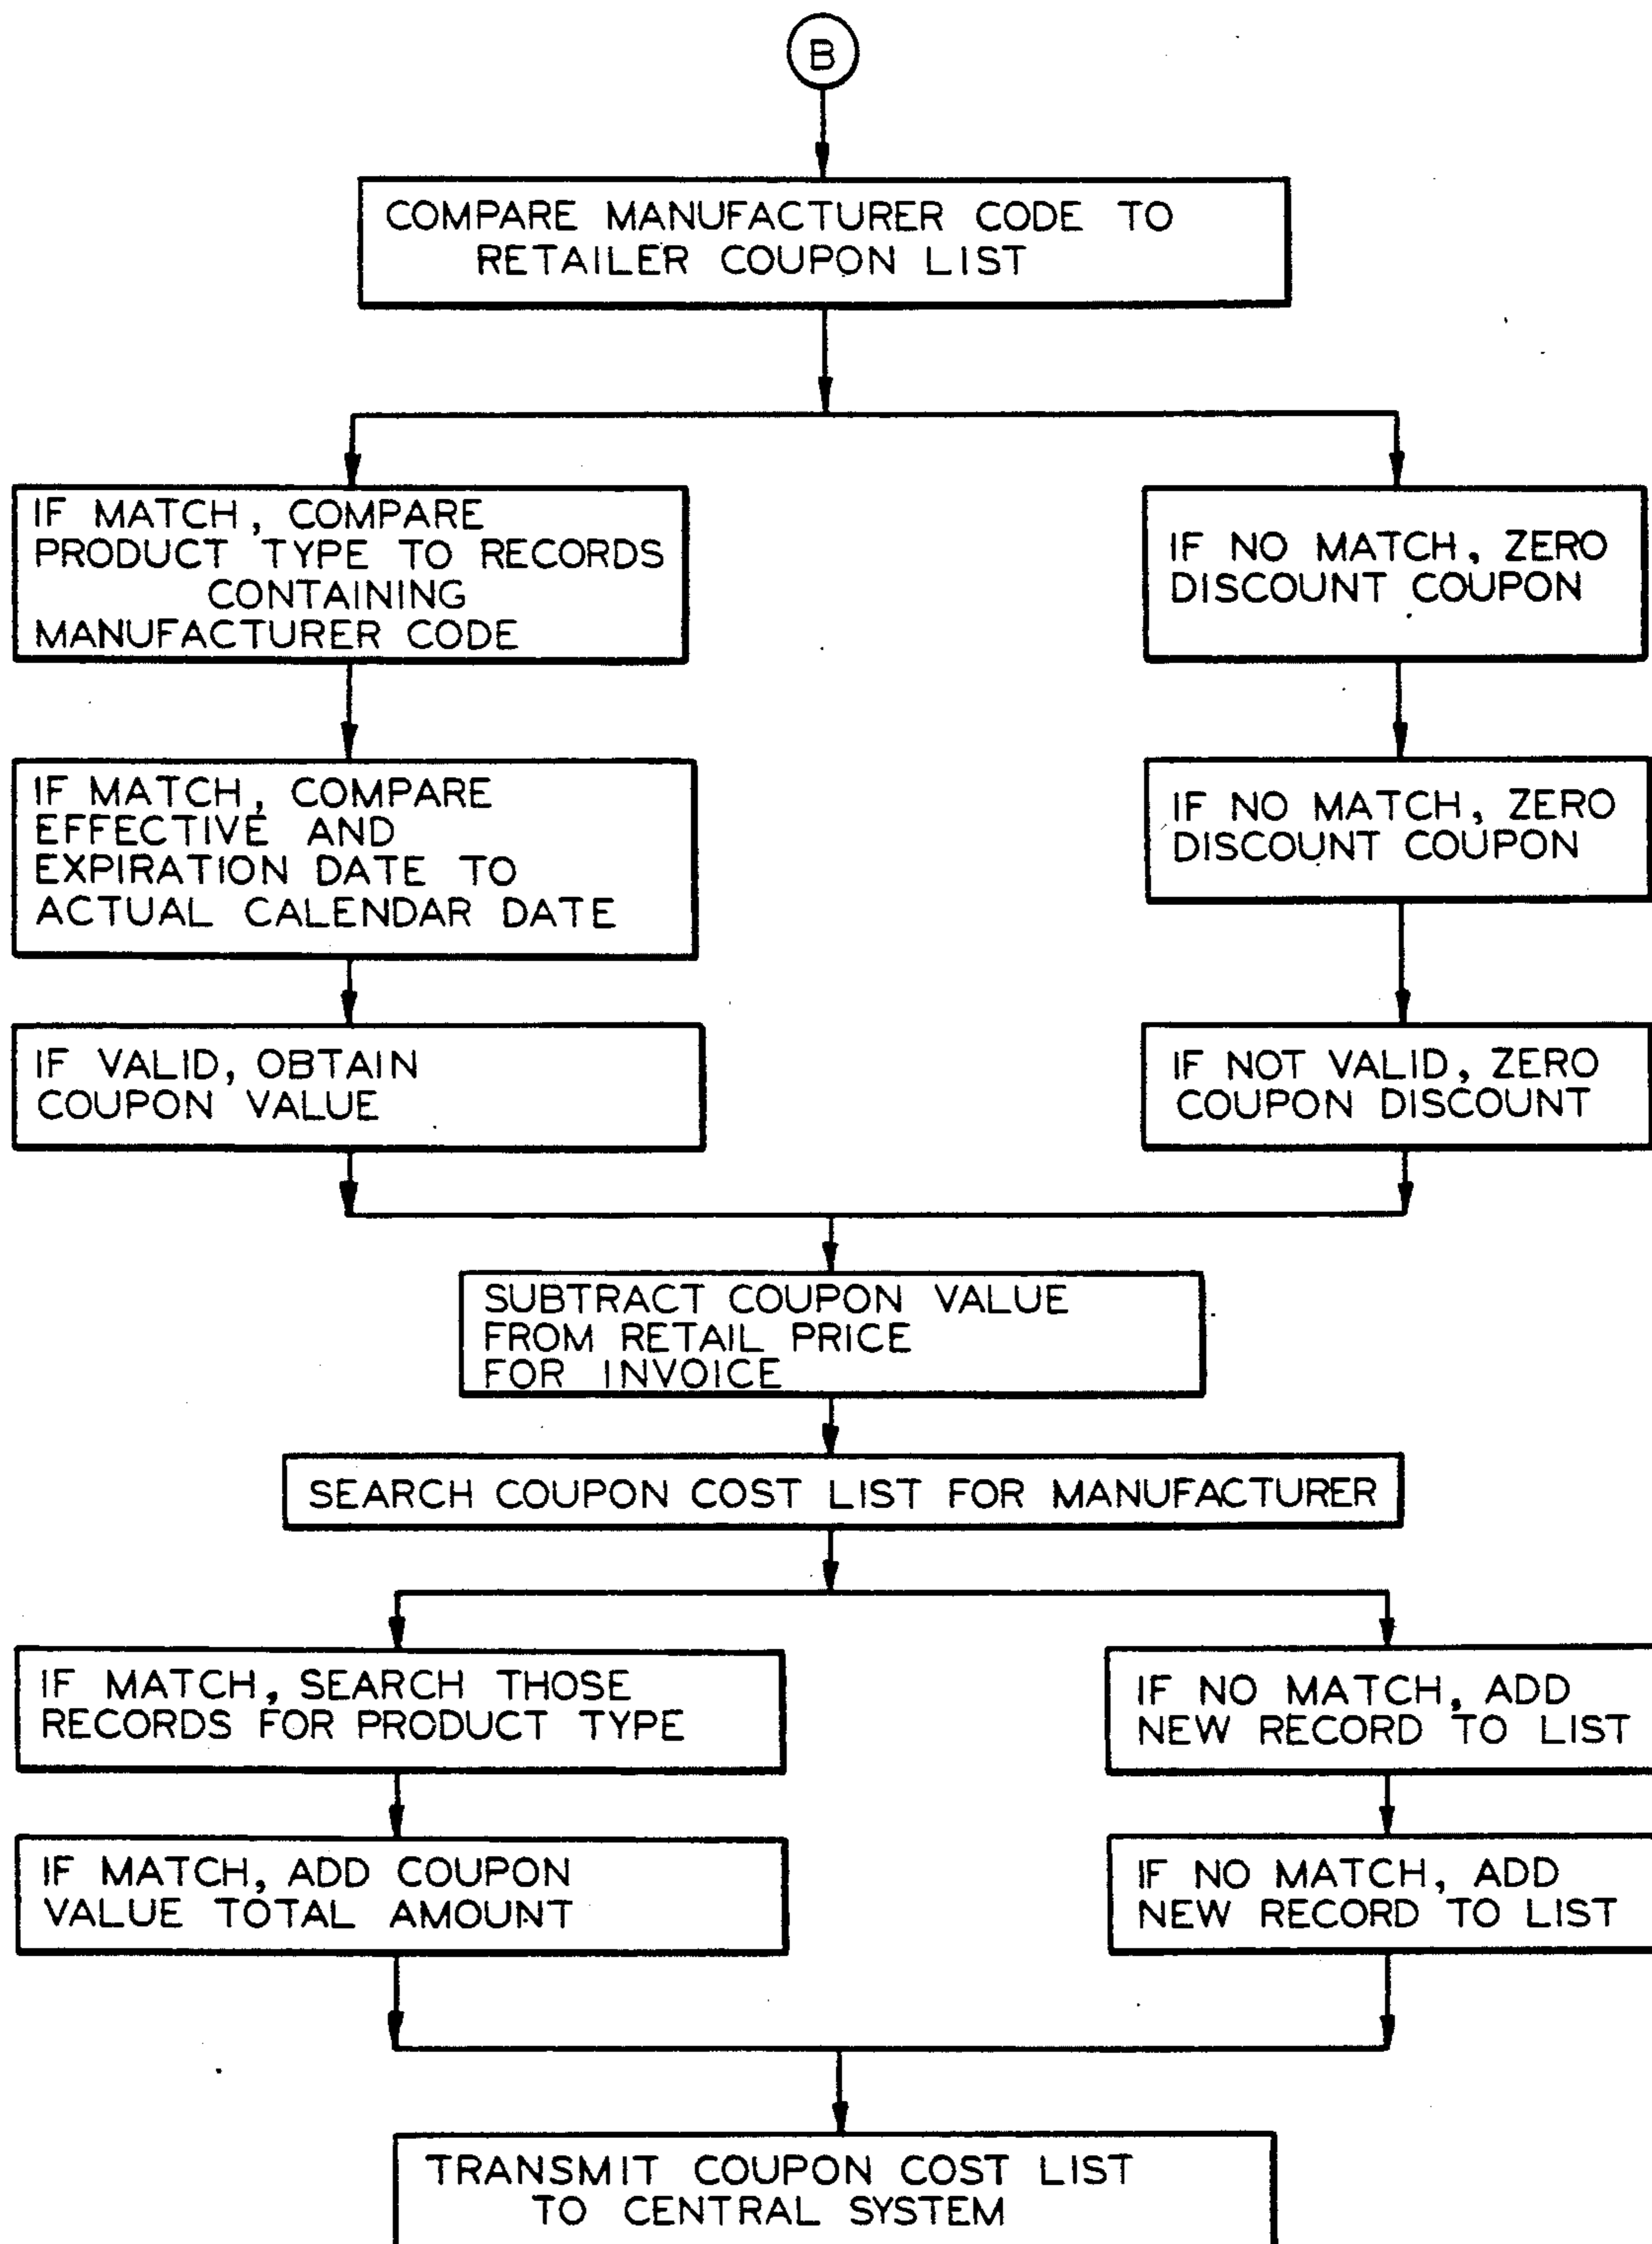 B
COMPARE MANUFACTURER CODE TO
RETAILER COUPON LIST
IF MATCH, COMPARE
PRODUCT TYPE TO RECORDS
CONTAINING
MANUFACTURER CODE
IF NO MATCH, ZERO
DISCOUNT COUPON
IF MATCH, COMPARE
EFFECTIVE AND
EXPIRATION DATE TO
ACTUAL CALENDAR DATE
IF NO MATCH, ZERO
DISCOUNT COUPON
IF VALID, OBTAIN
COUPON VALUE
IF NOT VALID, ZERO
COUPON DISCOUNT
SUBTRACT COUPON VALUE
FROM RETAIL PRICE
FOR INVOICE
SEARCH COUPON COST LIST FOR MANUFACTURER
IF MATCH, SEARCH THOSE
RECORDS FOR PRODUCT TYPE
IF NO MATCH, ADD
NEW RECORD TO LIST
IF MATCH, ADD COUPON
VALUE TOTAL AMOUNT
IF NO MATCH, ADD
NEW RECORD TO LIST
TRANSMIT COUPON COST LIST
TO CENTRAL SYSTEM